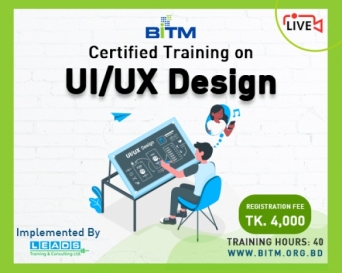 LIVE
BITM
Certified Training on
UI/UX Design
UI/UX DESIGN
REGISTRATION FEE
TK. 4,000
Implemented By
LEADS
Training & Consulting Ltd
TRAINING HOURS: 40
WWW.BITM.ORG.BD